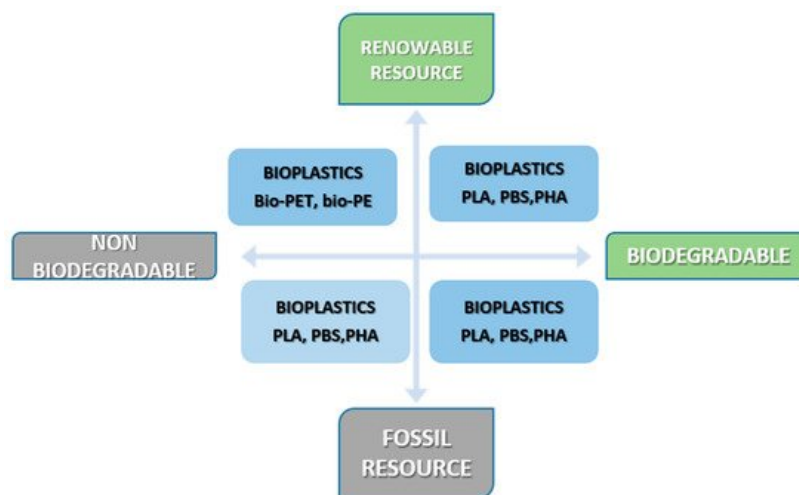 RENOWABLE
RESOURCE
BIOPLASTICS
Bio-PET, bio-PE
BIOPLASTICS
PLA, PBS,PHA
NON
BIODEGRADABLE
BIODEGRADABLE
BIOPLASTICS
PLA, PBS,PHA
BIOPLASTICS
PLA, PBS,PHA
FOSSIL
RESOURCE